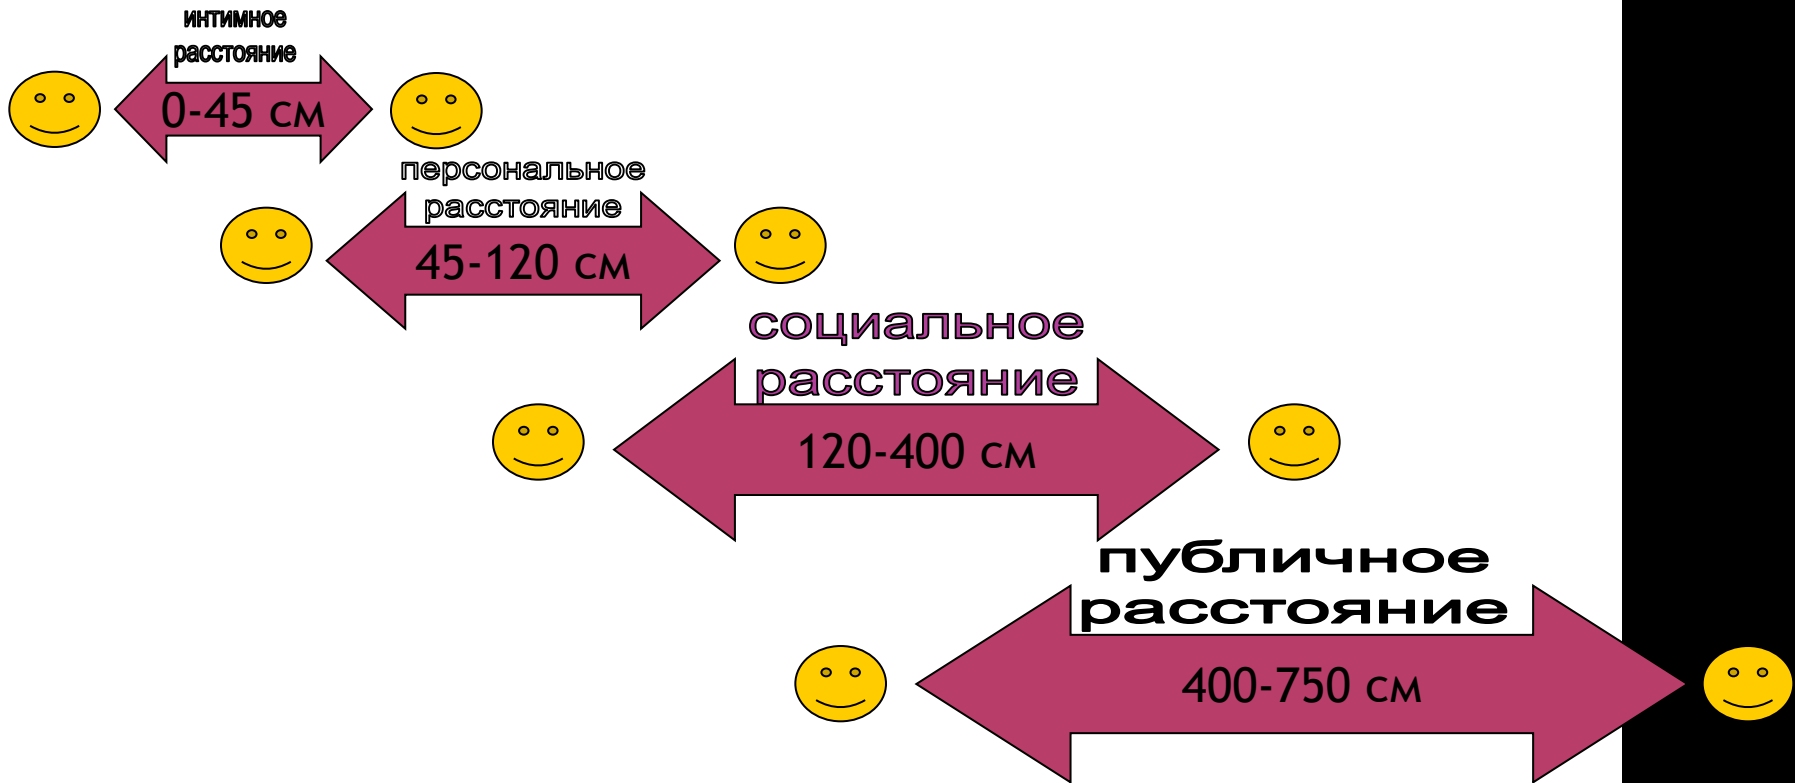 интимное
расстояние
0-45 см
персональное
расстояние
45-120 см
социальное
расстояние
120-400 см
публичное
расстояние
400-750 см